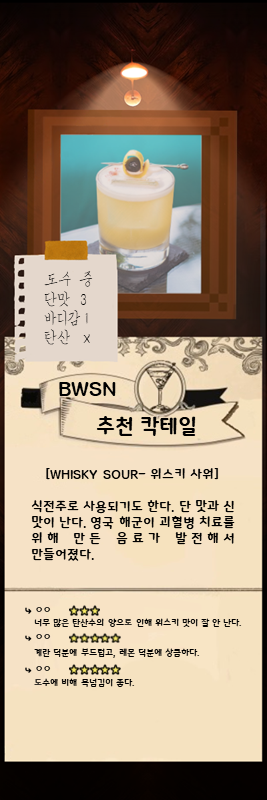 도수 중
단맛 3
바디감 1
탄산 x
BWSN
추천 칵테일
[WHISKY SOUR- 위스키 사워]
식전주로 사용되기도 한다. 단 맛과 신
맛이 난다. 영국 해군이 괴혈병 치료를
위해 만든 음료가 발전해서
만들어졌다.
↳ ㅇㅇ ★★★
너무 많은 탄산수의 양으로 인해 위스키 맛이 잘 안 난다.
↳ ㅇㅇ ★★★★★
계란 덕분에 부드럽고, 레몬 덕분에 상큼하다.
↳ ㅇㅇ ★★★★★
도수에 비해 목넘김이 좋다.